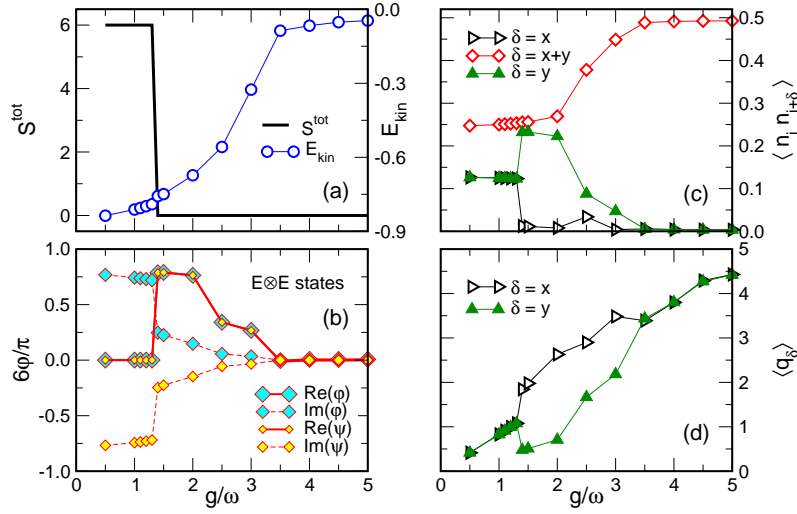 6
4
2
0
S^tot
0.0
-0.3
-0.6
-0.9
E_kin
S^tot
E_kin
(a)
0.5
0.4
0.3
0.2
0.1
0.0
⟨ n_i n_{i+δ} ⟩
δ = x
δ = x+y
δ = y
(c)
1.0
0.5
0.0
-0.5
-1.0
6φ/π
E⊗E states
(b)
Re(φ)
Im(φ)
Re(ψ)
Im(ψ)
0 1 2 3 4 5
g/ω
5
4
3
2
1
0
⟨q_δ⟩
δ = x
δ = y
(d)
0 1 2 3 4 5
g/ω